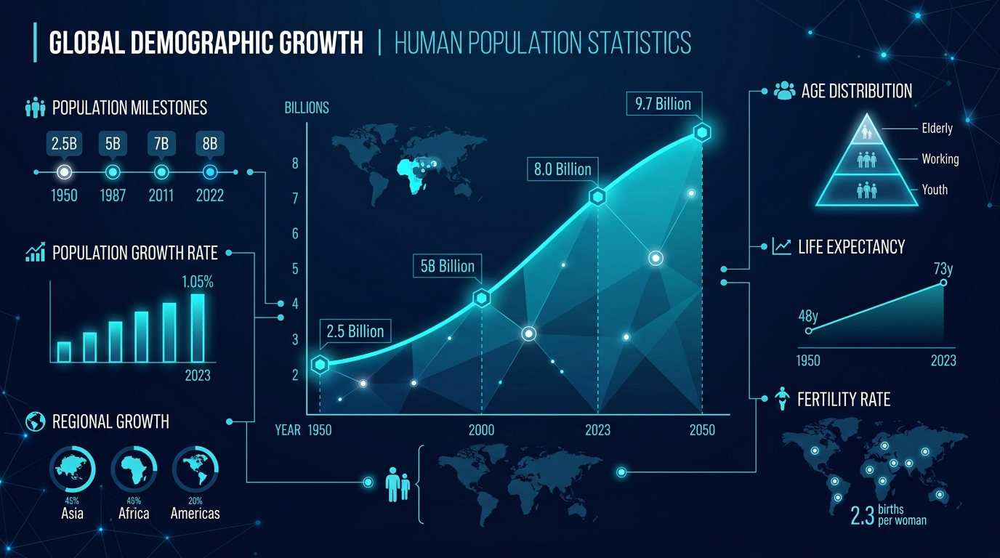 GLOBAL DEMOGRAPHIC GROWTH | HUMAN POPULATION STATISTICS
POPULATION MILESTONES
2.5B 5B 7B 8B
1950 1987 2011 2022
POPULATION GROWTH RATE
1.05%
2023
REGIONAL GROWTH
45% 46% 20%
Asia Africa Americas
BILLIONS
9.7 Billion
8.0 Billion
58 Billion
2.5 Billion
8
7
6
5
4
3
2
YEAR 1950 2000 2023 2050
AGE DISTRIBUTION
Elderly
Working
Youth
LIFE EXPECTANCY
73y
48y
1950 2023
FERTILITY RATE
2.3 births
per woman